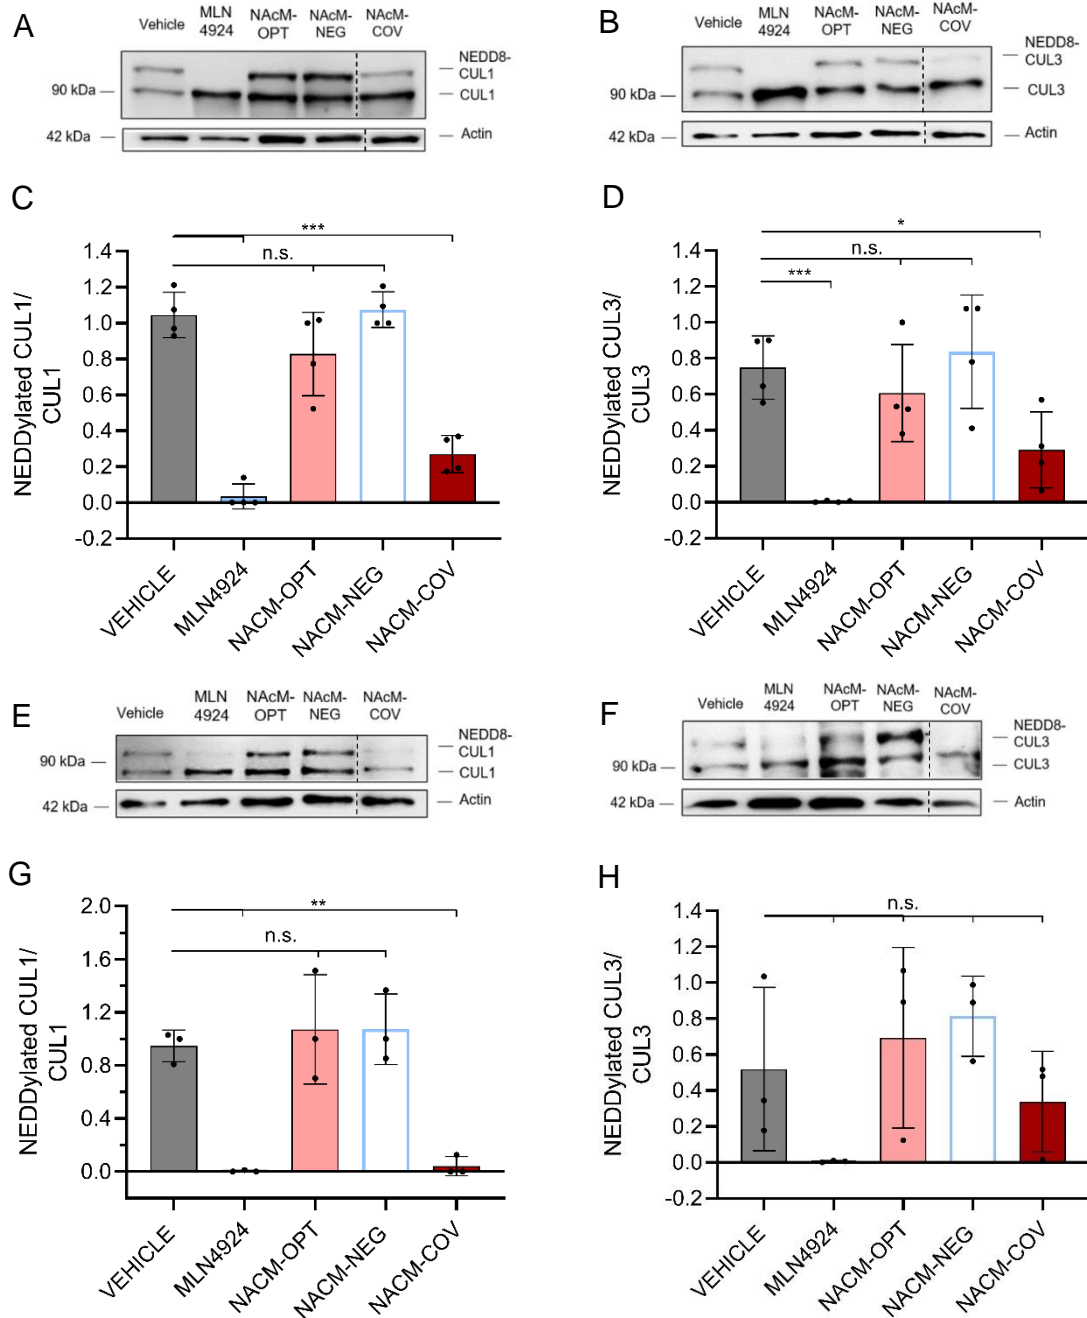 A
Vehicle
MLN
4924
NAcM-
OPT
NAcM-
NEG
NAcM-
COV
NEDD8-
CUL1
90 kDa
CUL1
42 kDa
Actin
B
Vehicle
MLN
4924
NAcM-
OPT
NAcM-
NEG
NAcM-
COV
NEDD8-
CUL3
90 kDa
CUL3
42 kDa
Actin
C
***
n.s.
NEDDylated CUL1/
CUL1
1.4
1.2
1.0
0.8
0.6
0.4
0.2
0.0
-0.2
VEHICLE
MLN4924
NACM-OPT
NACM-NEG
NACM-COV
D
*
n.s.
***
NEDDylated CUL3/
CUL3
1.4
1.2
1.0
0.8
0.6
0.4
0.2
0.0
-0.2
VEHICLE
MLN4924
NACM-OPT
NACM-NEG
NACM-COV
E
Vehicle
MLN
4924
NAcM-
OPT
NAcM-
NEG
NAcM-
COV
NEDD8-
CUL1
90 kDa
CUL1
42 kDa
Actin
F
Vehicle
MLN
4924
NAcM-
OPT
NAcM-
NEG
NAcM-
COV
NEDD8-
CUL3
90 kDa
CUL3
42 kDa
Actin
G
**
n.s.
NEDDylated CUL1/
CUL1
2.0
1.6
1.2
0.8
0.4
0.0
VEHICLE
MLN4924
NACM-OPT
NACM-NEG
NACM-COV
H
n.s.
NEDDylated CUL3/
CUL3
1.4
1.2
1.0
0.8
0.6
0.4
0.2
0.0
-0.2
VEHICLE
MLN4924
NACM-OPT
NACM-NEG
NACM-COV